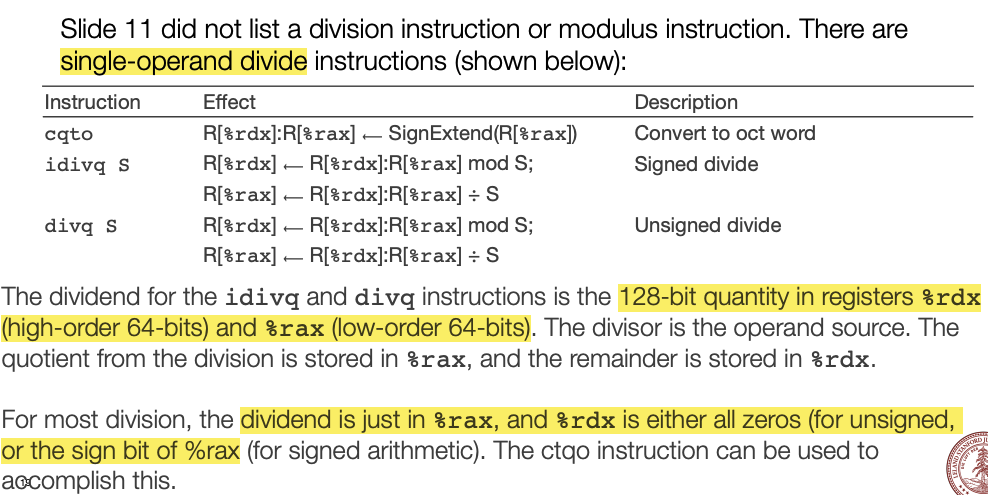 Slide 11 did not list a division instruction or modulus instruction. There are
single-operand divide instructions (shown below):
Instruction Effect Description
cqto R[%rdx]:R[%rax] ← SignExtend(R[%rax]) Convert to oct word
idivq S R[%rdx] ← R[%rdx]:R[%rax] mod S; Signed divide
R[%rax] ← R[%rdx]:R[%rax] ÷ S
divq S R[%rdx] ← R[%rdx]:R[%rax] mod S; Unsigned divide
R[%rax] ← R[%rdx]:R[%rax] ÷ S
The dividend for the idivq and divq instructions is the 128-bit quantity in registers %rdx
(high-order 64-bits) and %rax (low-order 64-bits). The divisor is the operand source. The
quotient from the division is stored in %rax, and the remainder is stored in %rdx.
For most division, the dividend is just in %rax, and %rdx is either all zeros (for unsigned,
or the sign bit of %rax (for signed arithmetic). The ctqo instruction can be used to
accomplish this.